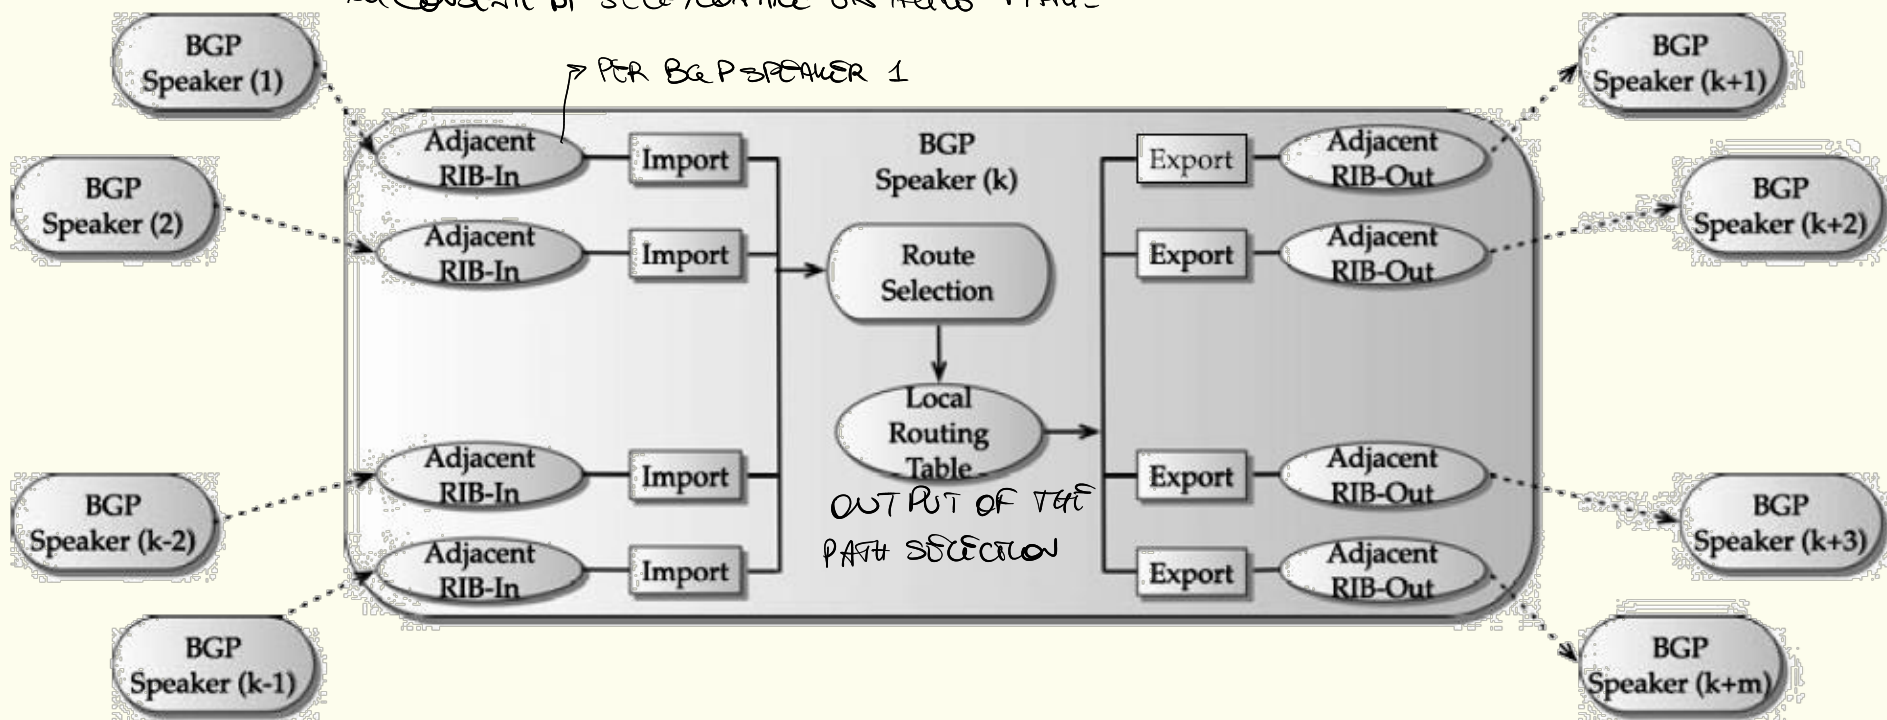 PER BGP SPEAKER 1
BGP
Speaker (1)
BGP
Speaker (2)
BGP
Speaker (k-2)
BGP
Speaker (k-1)
Adjacent
RIB-In
Import
Adjacent
RIB-In
Import
Adjacent
RIB-In
Import
Adjacent
RIB-In
Import
BGP
Speaker (k)
Route
Selection
Local
Routing
Table
OUTPUT OF THE
PATH SELECTION
Export
Adjacent
RIB-Out
Export
Adjacent
RIB-Out
Export
Adjacent
RIB-Out
Export
Adjacent
RIB-Out
BGP
Speaker (k+1)
BGP
Speaker (k+2)
BGP
Speaker (k+3)
BGP
Speaker (k+m)